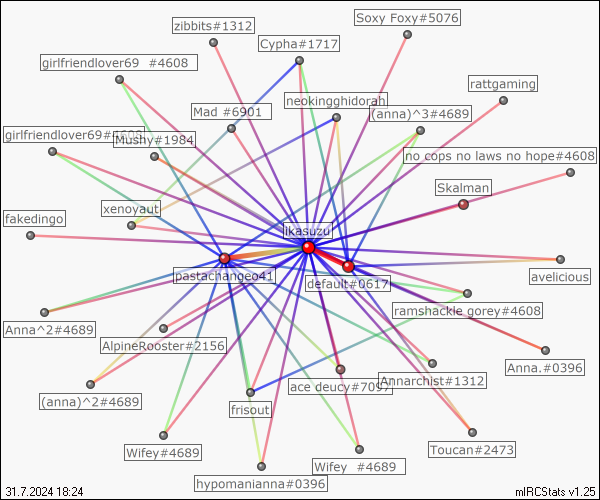 Soxy Foxy#5076
zibbits#1312
Cypha#1717
girlfriendlover69 #4608
rattgaming
neokingghidorah
Mad #6901
(anna)^3#4689
girlfriendlover69#4608
Mushy#1984
no cops no laws no hope#4608
Skalman
xenoyaut
fakedingo
likasuzu
pastachangeo41
default#0617
avelicious
ramshackle gorey#4608
Anna^2#4689
AlpineRooster#2156
Anna.#0396
ace deucy#7097
Annarchist#1312
(anna)^2#4689
frisout
Toucan#2473
Wifey#4689
Wifey #4689
hypomanianna#0396
31.7.2024 18:24
mIRCStats v1.25